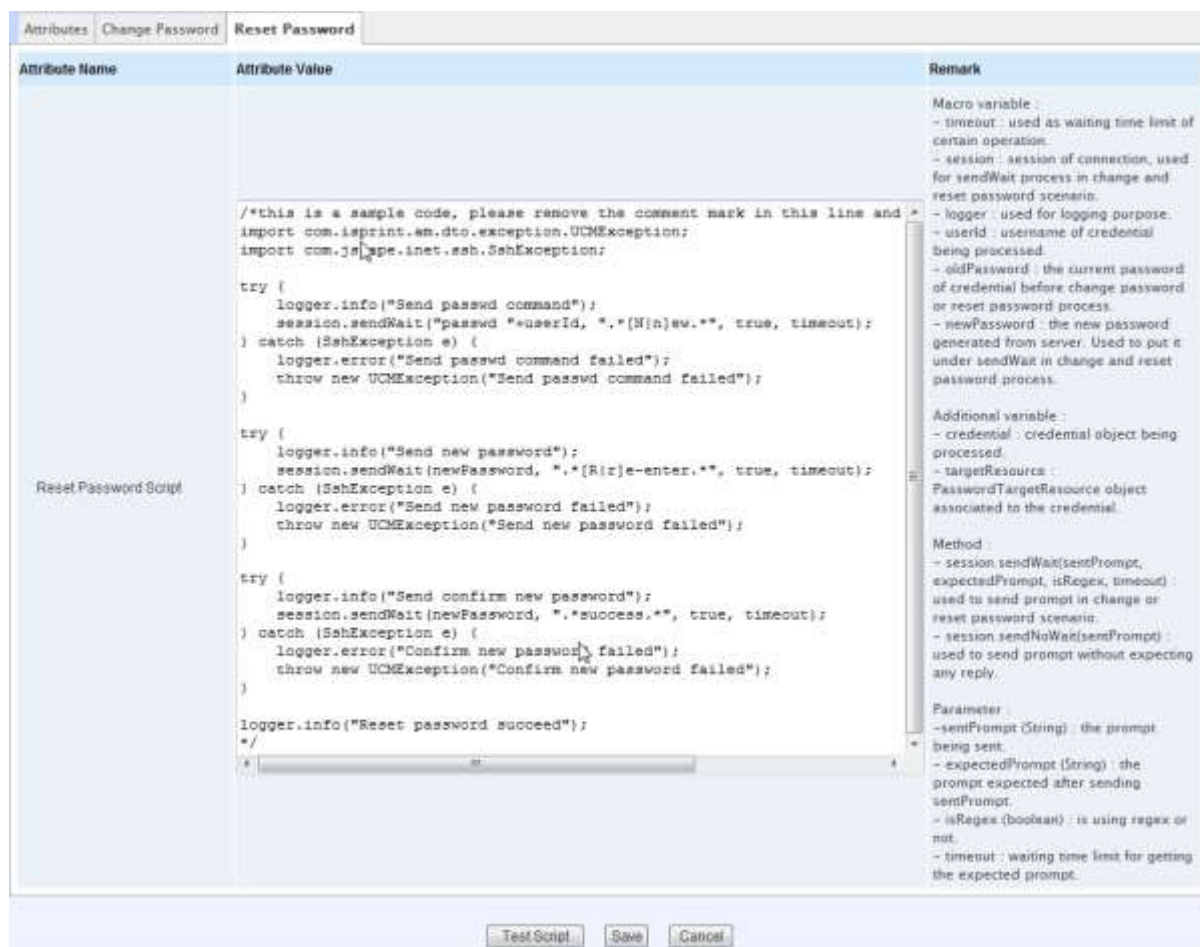 Attributes
Change Password
Reset Password
Attribute Name
Attribute Value
Remark
Reset Password Script
/*this is a sample code, please remove the comment mark in this line and
import com.isprint.am.dto.exception.UCMException;
import com.jscape.inet.ssh.SshException;
try {
logger.info("Send passwd command");
session.sendWait("passwd "+userId, ".*[N|n]ew.*", true, timeout);
} catch (SshException e) {
logger.error("Send passwd command failed");
throw new UCMException("Send passwd command failed");
}
try {
logger.info("Send new password");
session.sendWait(newPassword, ".*[R|r]e-enter.*", true, timeout);
} catch (SshException e) {
logger.error("Send new password failed");
throw new UCMException("Send new password failed");
}
try {
logger.info("Send confirm new password");
session.sendWait(newPassword, ".*success.*", true, timeout);
} catch (SshException e) {
logger.error("Confirm new password failed");
throw new UCMException("Confirm new password failed");
}
logger.info("Reset password succeed");
*/
Macro variable :
- timeout : used as waiting time limit of
certain operation.
- session : session of connection, used
for sendWait process in change and
reset password scenario.
- logger : used for logging purpose.
- userId : username of credential
being processed.
- oldPassword : the current password
of credential before change password
or reset password process.
- newPassword : the new password
generated from server. Used to put it
under sendWait in change and reset
password process.
Additional variable :
- credential : credential object being
processed.
- targetResource :
PasswordTargetResource object
associated to the credential.
Method :
- session.sendWait(sentPrompt,
expectedPrompt, isRegex, timeout) :
used to send prompt in change or
reset password scenario.
- session.sendNoWait(sentPrompt) :
used to send prompt without expecting
any reply.
Parameter :
-sentPrompt (String) : the prompt
being sent.
- expectedPrompt (String) : the
prompt expected after sending
sentPrompt.
- isRegex (boolean) : is using regex or
not.
- timeout : waiting time limit for getting
the expected prompt.
Test Script
Save
Cancel